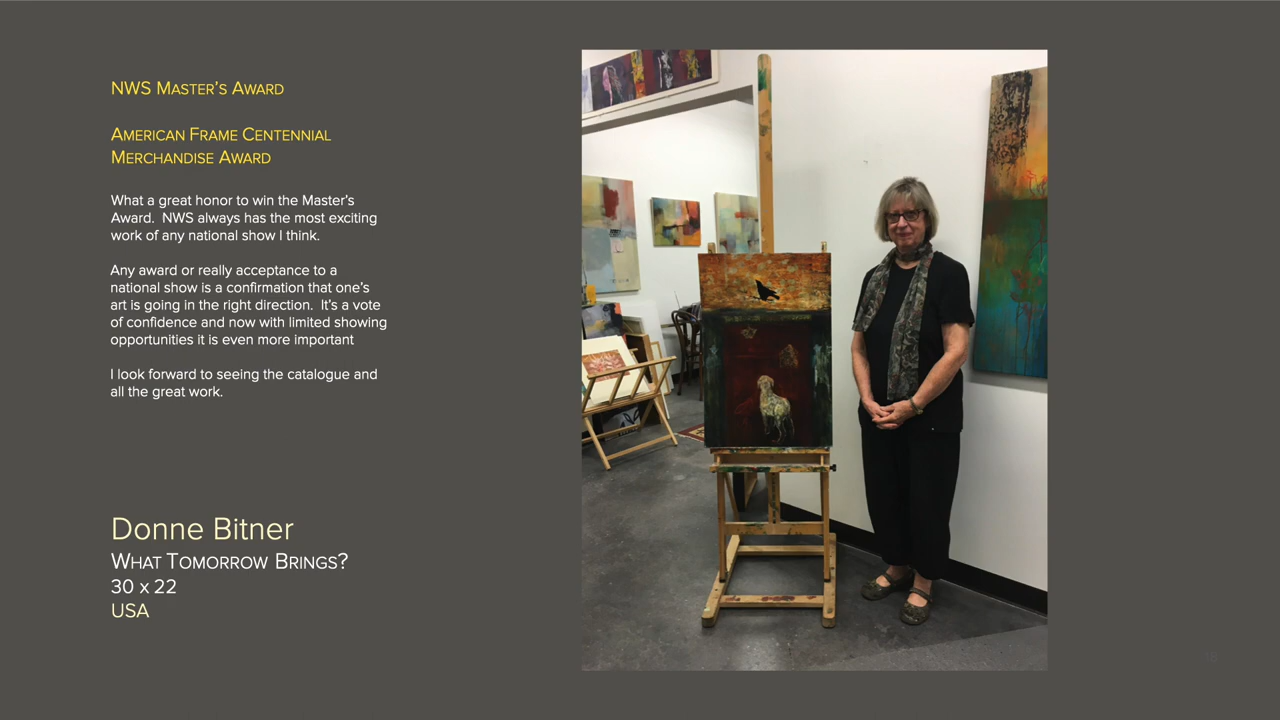 NWS Master's Award
American Frame Centennial
Merchandise Award
What a great honor to win the Master's
Award.  NWS always has the most exciting
work of any national show I think.
Any award or really acceptance to a
national show is a confirmation that one's
art is going in the right direction.  It's a vote
of confidence and now with limited showing
opportunities it is even more important
I look forward to seeing the catalogue and
all the great work.
Donne Bitner
What Tomorrow Brings?
30 x 22
USA